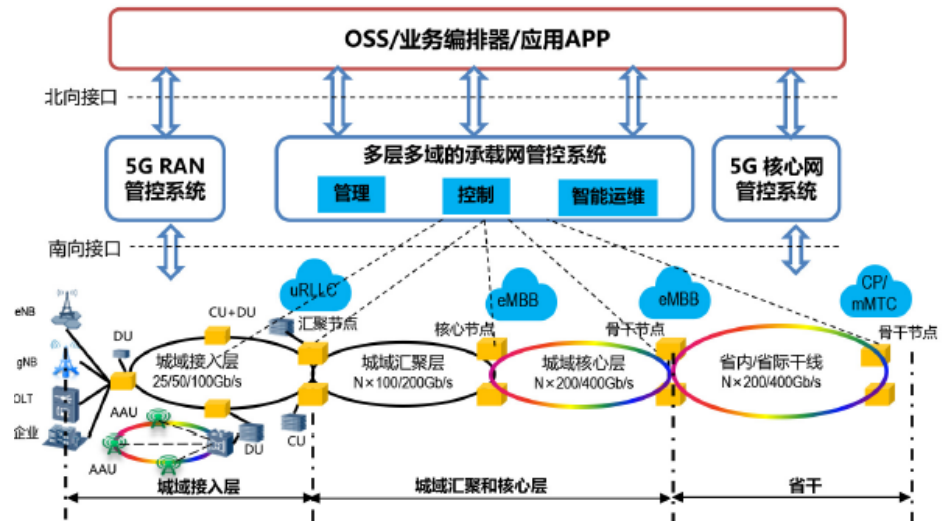 OSS/业务编排器/应用APP
北向接口
5G RAN
管控系统
多层多域的承载网管控系统
管理
控制
智能运维
5G 核心网
管控系统
南向接口
uRLLC
eMBB
eMBB
CP/
mMTC
eNB
CU+DU
汇聚节点
核心节点
骨干节点
骨干节点
DU
gNB
城域接入层
25/50/100Gb/s
城域汇聚层
N×100/200Gb/s
城域核心层
N×200/400Gb/s
省内/省际干线
N×200/400Gb/s
OLT
AAU
企业
AAU
DU
CU
城域接入层
城域汇聚和核心层
省干